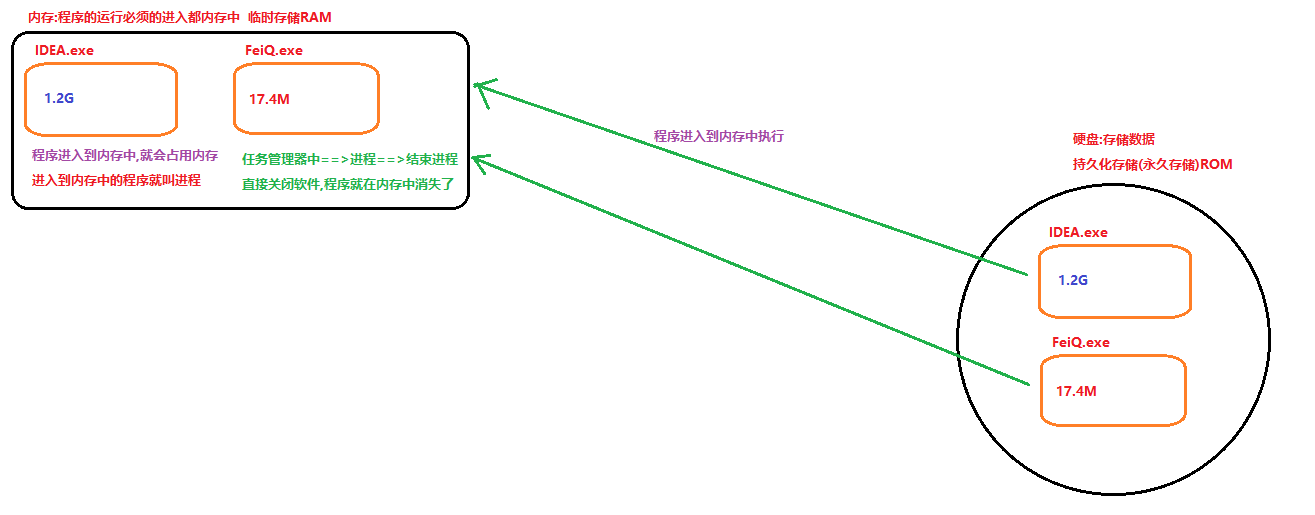 内存:程序的运行必须的进入都内存中 临时存储RAM
IDEA.exe
FeiQ.exe
1.2G
17.4M
程序进入到内存中,就会占用内存
进入到内存中的程序就叫进程
任务管理器中==>进程==>结束进程
直接关闭软件,程序就在内存中消失了
程序进入到内存中执行
硬盘:存储数据
持久化存储(永久存储)ROM
IDEA.exe
1.2G
FeiQ.exe
17.4M